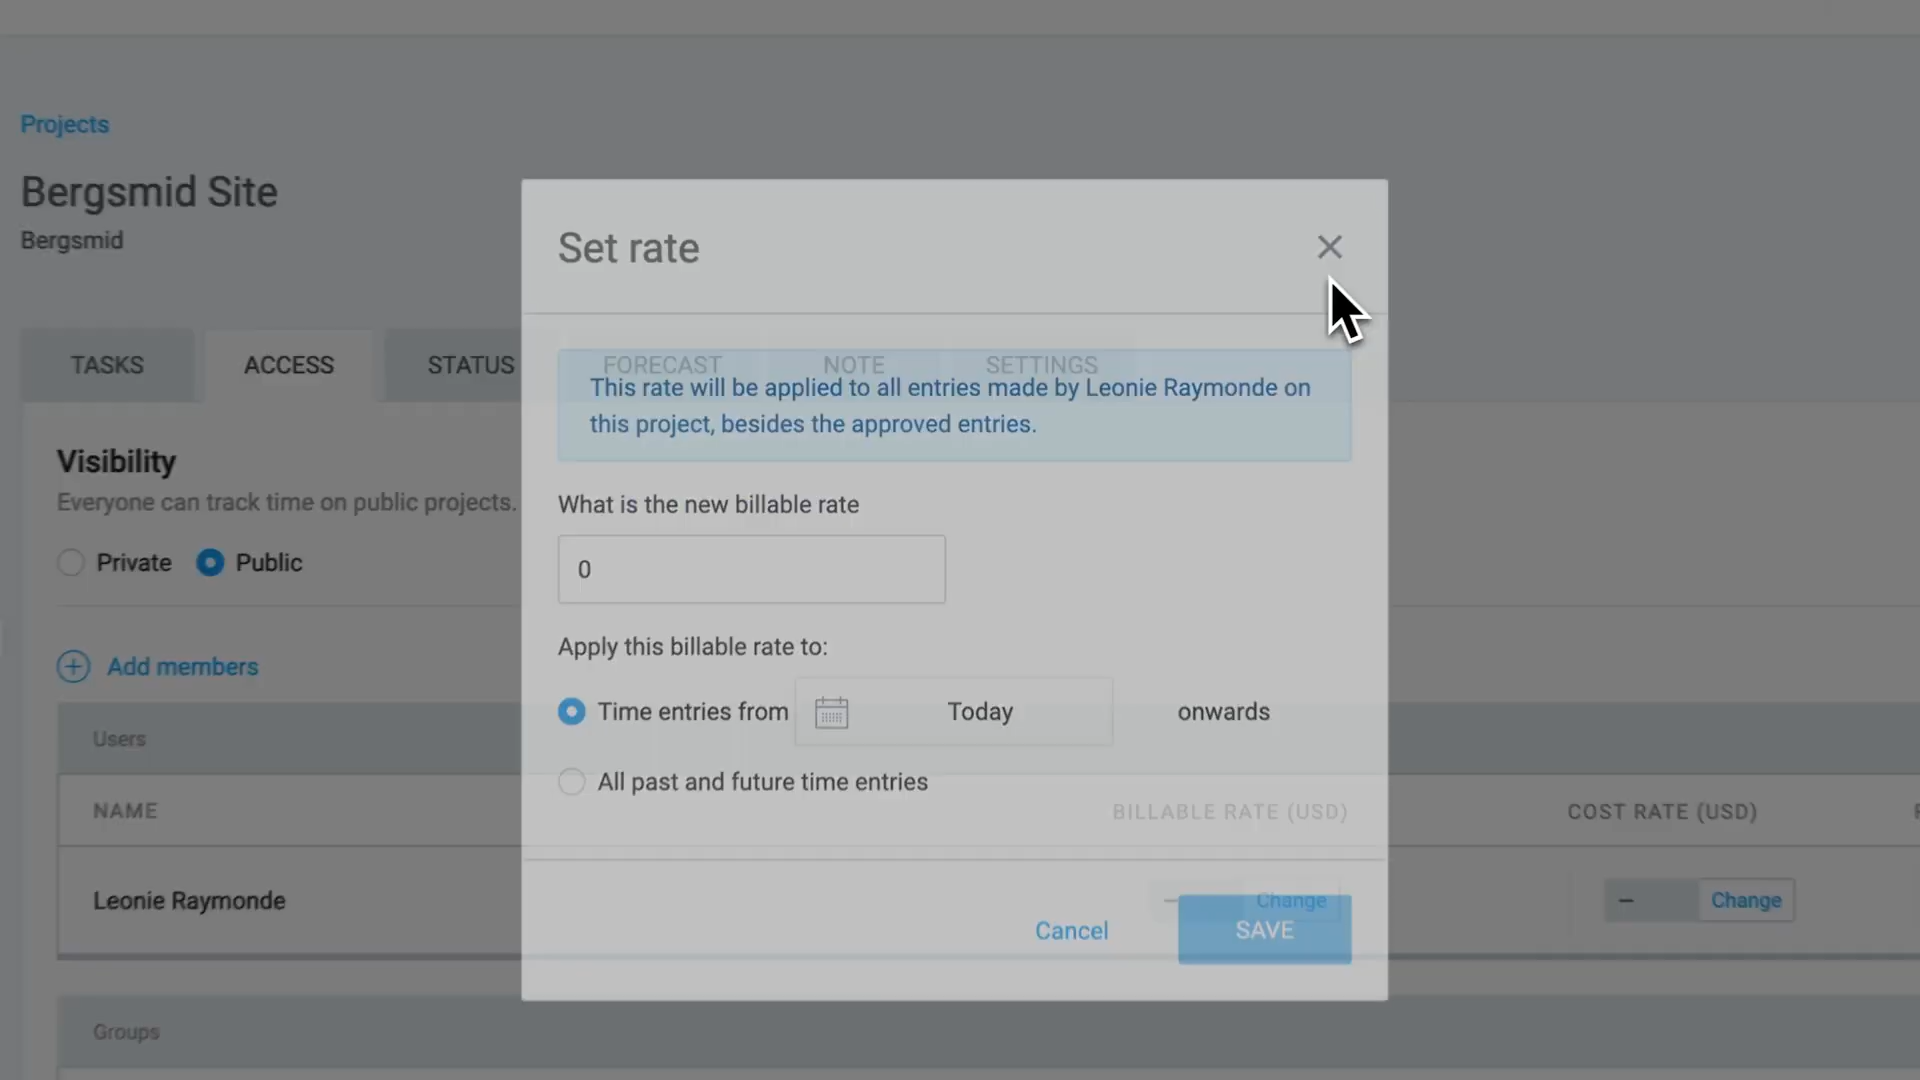 Projects
Bergsmid Site
Bergsmid
Set rate
TASKS
ACCESS
STATUS
FORECAST
NOTE
SETTINGS
This rate will be applied to all entries made by Leonie Raymonde on
this project, besides the approved entries.
Visibility
Everyone can track time on public projects.
Private
Public
What is the new billable rate
0
Apply this billable rate to:
Time entries from
Today
onwards
All past and future time entries
Add members
Users
NAME
BILLABLE RATE (USD)
COST RATE (USD)
Leonie Raymonde
–
Change
–
Change
Cancel
SAVE
Groups